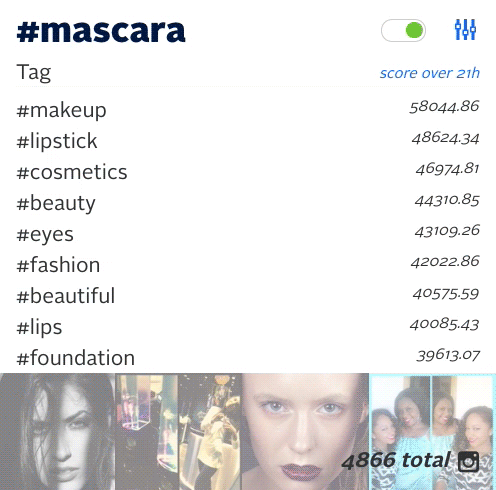 #mascara
Tag score over 21h
#makeup 58044.86
#lipstick 48624.34
#cosmetics 46974.81
#beauty 44310.85
#eyes 43109.26
#fashion 42022.86
#beautiful 40575.59
#lips 40085.43
#foundation 39613.07
4866 total